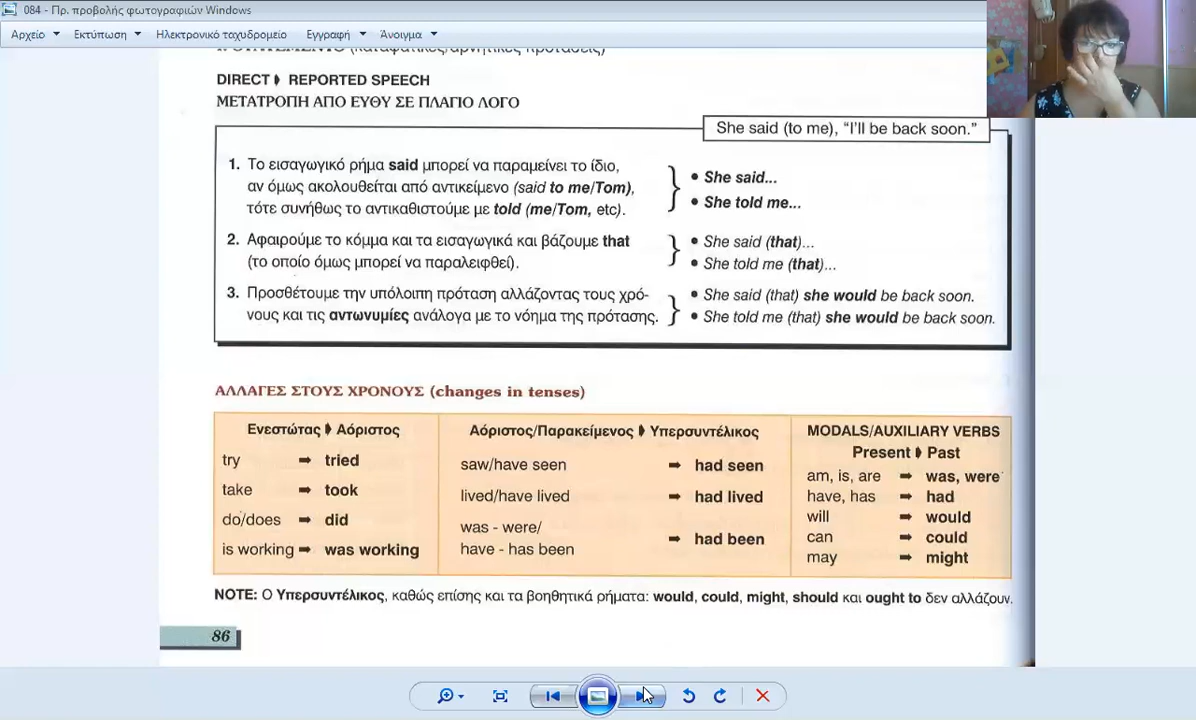 084 - Πρ. προβολής φωτογραφιών Windows
Αρχείο Εκτύπωση Ηλεκτρονικό ταχυδρομείο Εγγραφή Άνοιγμα
(καταφατικές/αρνητικές προτάσεις)
DIRECT REPORTED SPEECH
ΜΕΤΑΤΡΟΠΗ ΑΠΟ ΕΥΘΥ ΣΕ ΠΛΑΓΙΟ ΛΟΓΟ
She said (to me), “I’ll be back soon.”
1. Το εισαγωγικό ρήμα said μπορεί να παραμείνει το ίδιο,
αν όμως ακολουθείται από αντικείμενο (said to me/Tom),
τότε συνήθως το αντικαθιστούμε με told (me/Tom, etc).
• She said...
• She told me...
2. Αφαιρούμε το κόμμα και τα εισαγωγικά και βάζουμε that
(το οποίο όμως μπορεί να παραλειφθεί).
• She said (that)...
• She told me (that)...
3. Προσθέτουμε την υπόλοιπη πρόταση αλλάζοντας τους χρό-
νους και τις αντωνυμίες ανάλογα με το νόημα της πρότασης.
• She said (that) she would be back soon.
• She told me (that) she would be back soon.
ΑΛΛΑΓΕΣ ΣΤΟΥΣ ΧΡΟΝΟΥΣ (changes in tenses)
Ενεστώτας Αόριστος
try ➡ tried
take ➡ took
do/does ➡ did
is working ➡ was working
Αόριστος/Παρακείμενος Υπερσυντέλικος
saw/have seen ➡ had seen
lived/have lived ➡ had lived
was - were/
have - has been ➡ had been
MODALS/AUXILIARY VERBS
Present Past
am, is, are ➡ was, were
have, has ➡ had
will ➡ would
can ➡ could
may ➡ might
NOTE: Ο Υπερσυντέλικος, καθώς επίσης και τα βοηθητικά ρήματα: would, could, might, should και ought to δεν αλλάζουν.
86